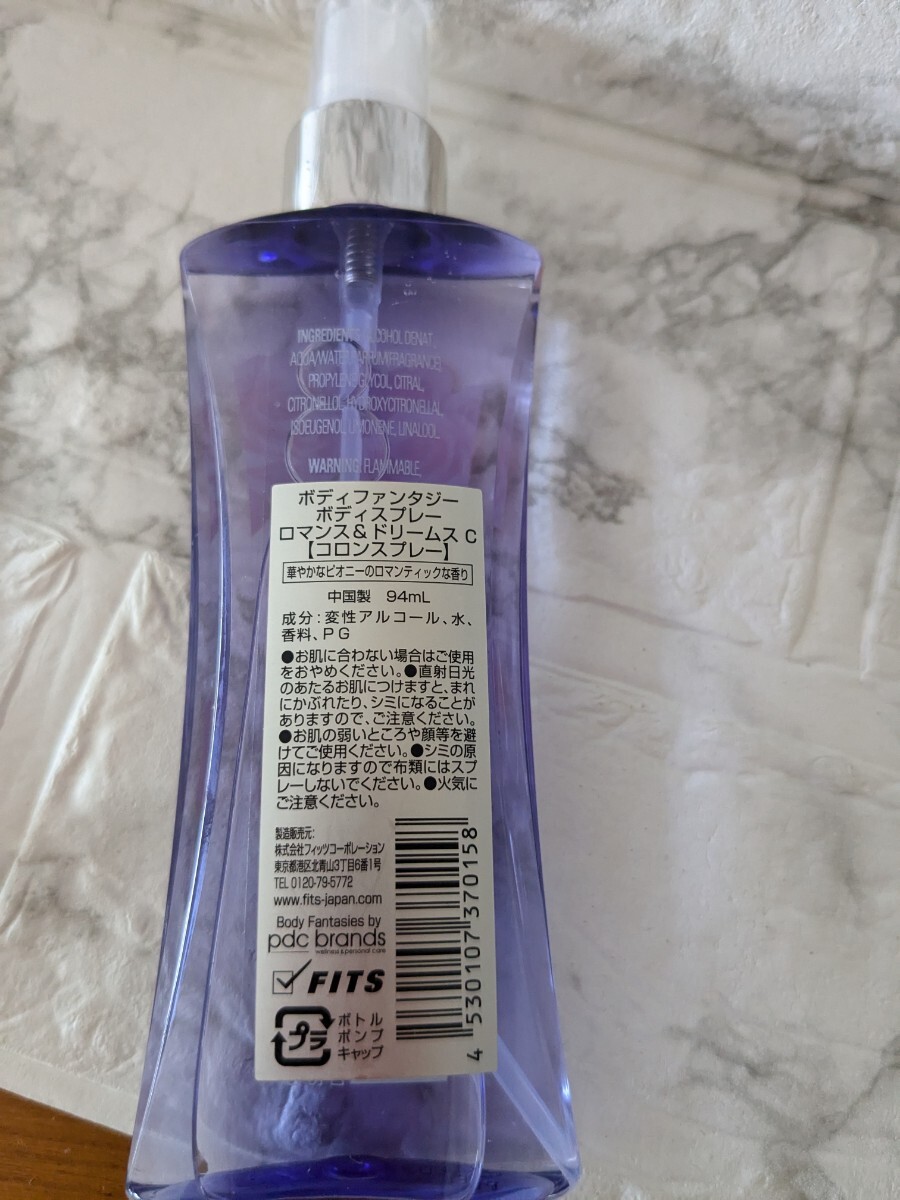 INGREDIENTS: ALCOHOL DENAT,
AQUA/WATER, PARFUM/FRAGRANCE,
PROPYLENE GLYCOL, CITRAL,
CITRONELLOL, HYDROXYCITRONELLAL,
ISOEUGENOL, LIMONENE, LINALOOL.
WARNING: FLAMMABLE.
ボディファンタジー
ボディスプレー
ロマンス&ドリームス C
【コロンスプレー】
華やかなピオニーのロマンティックな香り
中国製 94mL
成分:変性アルコール、水、
香料、PG
●お肌に合わない場合はご使用
をおやめください。●直射日光
のあたるお肌につけますと、まれ
にかぶれたり、シミになることが
ありますので、ご注意ください。
●お肌の弱いところや顔等を避
けてご使用ください。●シミの原
因になりますので布類にはスプ
レーしないでください。●火気に
ご注意ください。
製造販売元:
株式会社フィッツコーポレーション
東京都港区北青山3丁目6番1号
TEL 0120-79-5772
www.fits-japan.com
Body Fantasies by
pdc brands
wellness & personal care
FITS
プラ
ボトル
ポンプ
キャップ
4 530107 370158